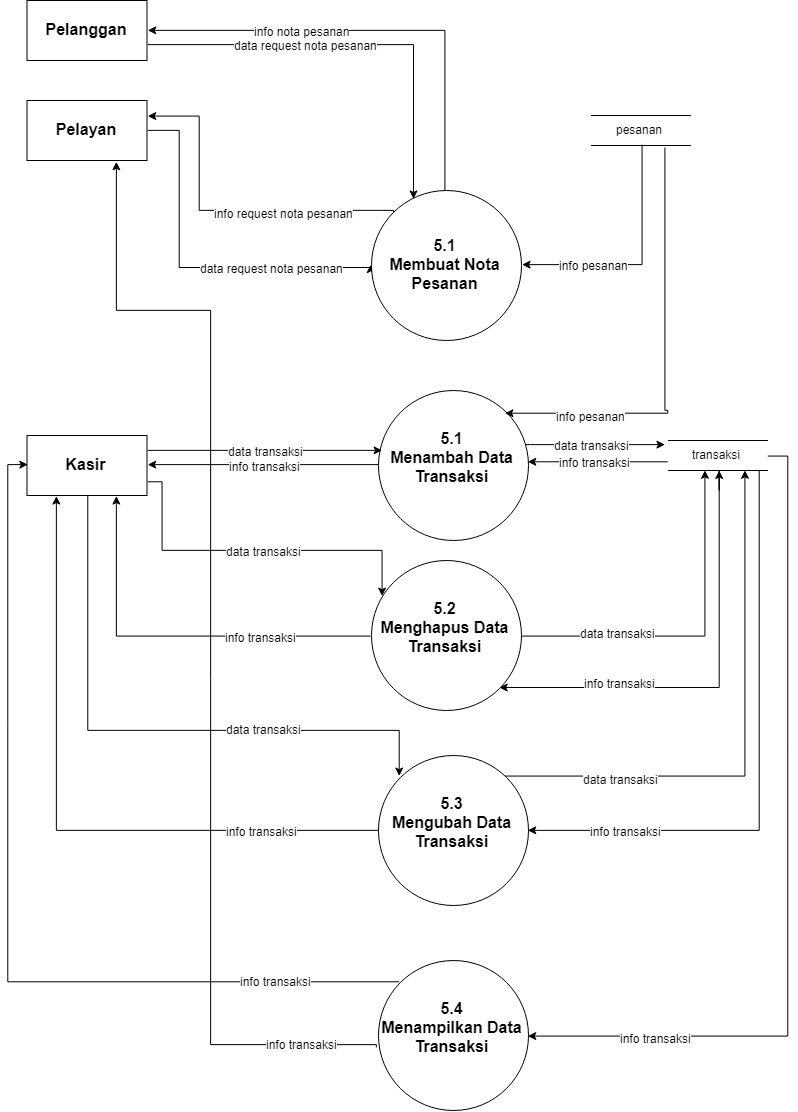 Pelanggan
info nota pesanan
data request nota pesanan
Pelayan
pesanan
info request nota pesanan
data request nota pesanan
5.1
Membuat Nota
Pesanan
info pesanan
info pesanan
Kasir
data transaksi
info transaksi
5.1
Menambah Data
Transaksi
data transaksi
info transaksi
transaksi
data transaksi
info transaksi
5.2
Menghapus Data
Transaksi
data transaksi
info transaksi
data transaksi
info transaksi
5.3
Mengubah Data
Transaksi
data transaksi
info transaksi
info transaksi
info transaksi
5.4
Menampilkan Data
Transaksi
info transaksi